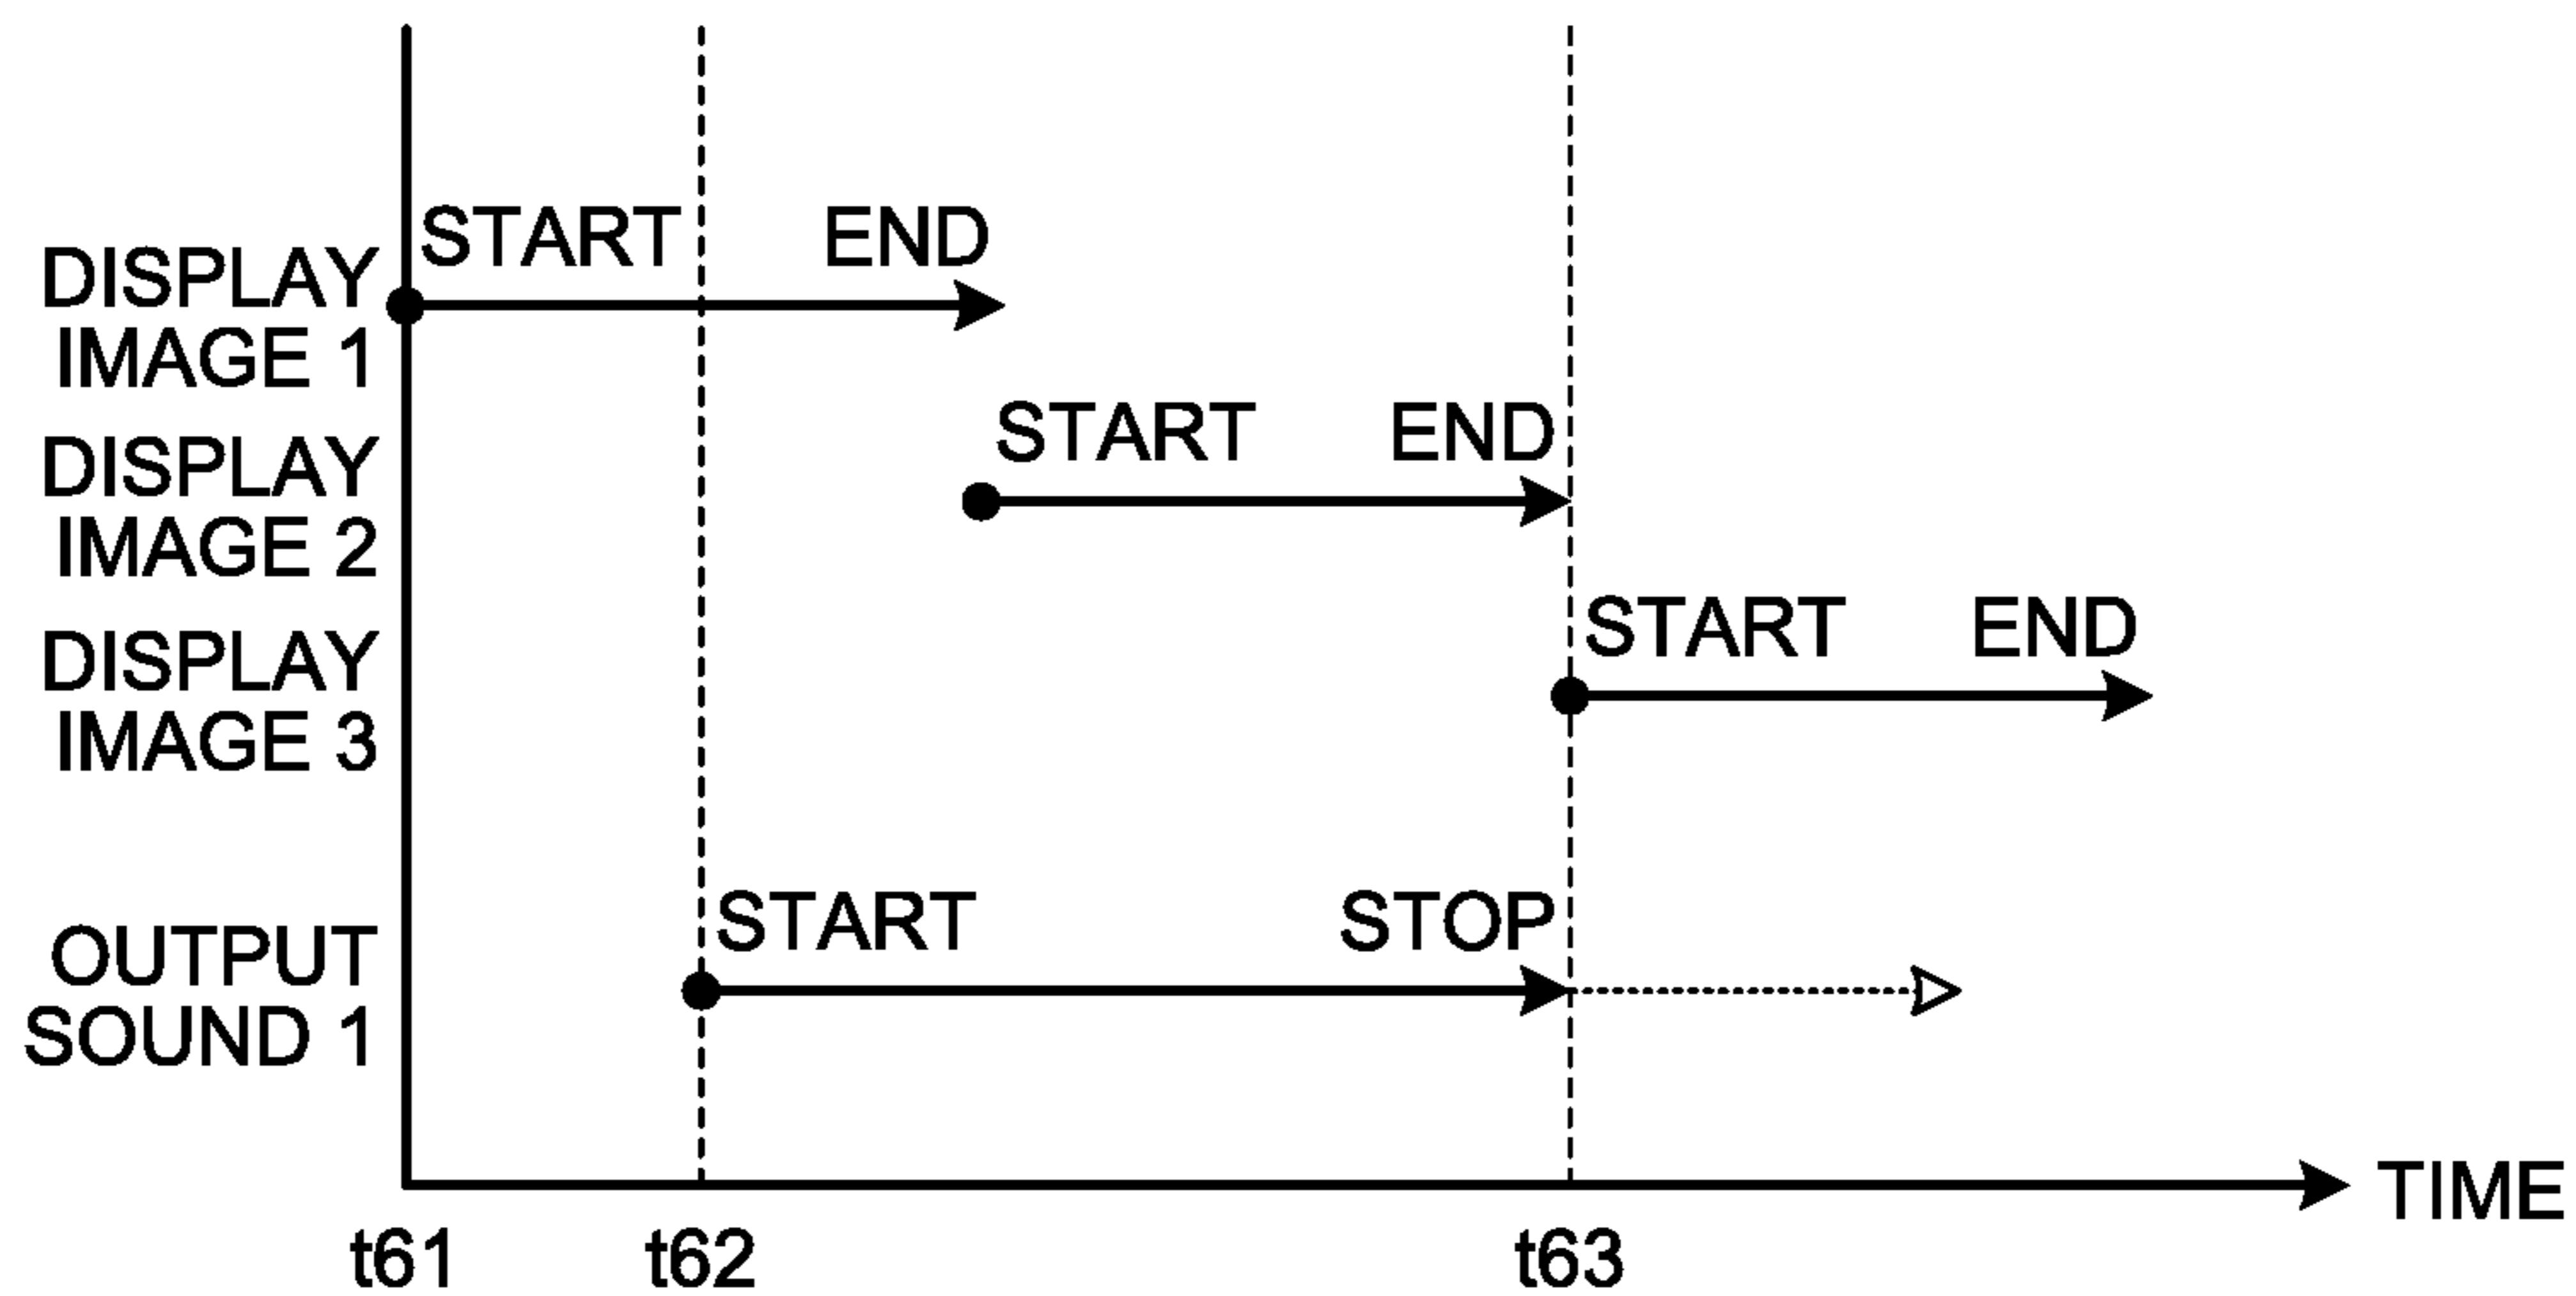 START END
DISPLAY
IMAGE 1
START END
DISPLAY
IMAGE 2
START END
DISPLAY
IMAGE 3
START STOP
OUTPUT
SOUND 1
TIME
t61 t62 t63